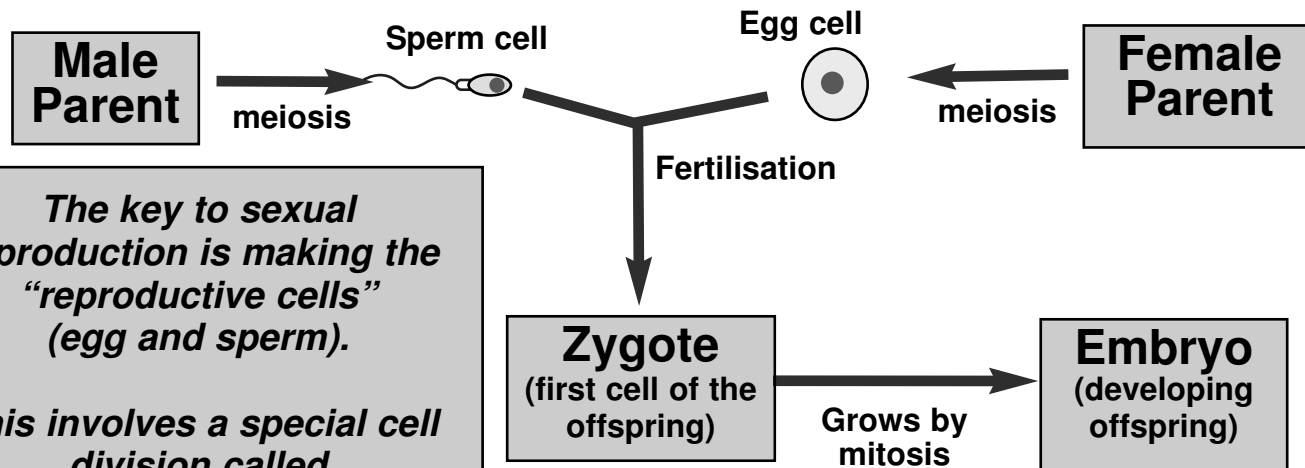 Male
Parent
meiosis
Sperm cell
Egg cell
meiosis
Female
Parent
Fertilisation
The key to sexual
production is making the
“reproductive cells”
(egg and sperm).
involves a special cell
division called
Zygote
(first cell of the
offspring)
Grows by
mitosis
Embryo
(developing
offspring)